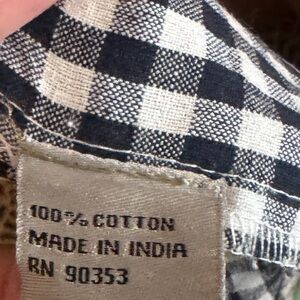 100% COTTON
MADE IN INDIA
RN 90353